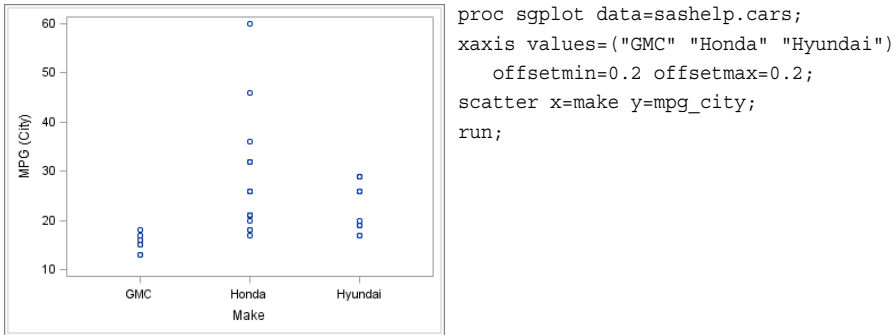 60
50
40
30
20
10
MPG (City)
GMC Honda Hyundai
Make
proc sgplot data=sashelp.cars;
xaxis values=("GMC" "Honda" "Hyundai")
offsetmin=0.2 offsetmax=0.2;
scatter x=make y=mpg_city;
run;